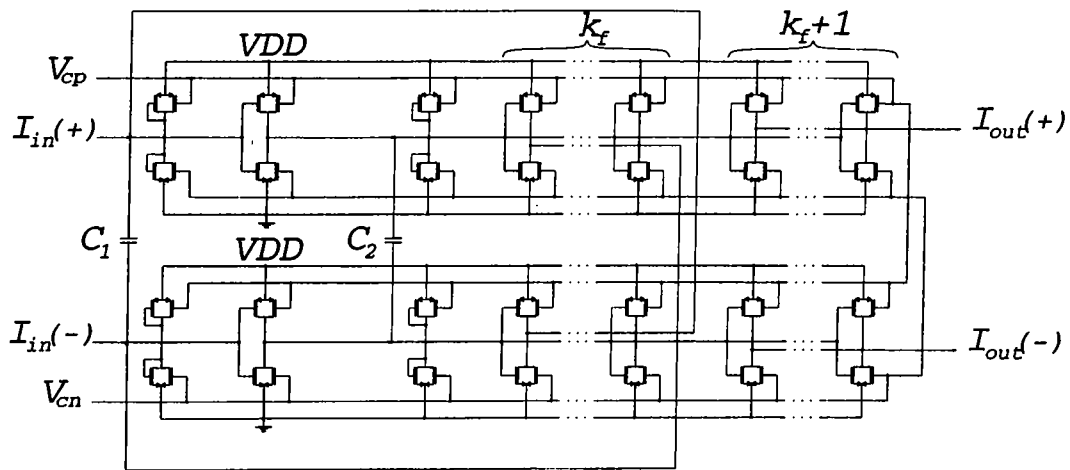 k_f
k_f+1
VDD
V_cp
I_in(+)
I_out(+)
C_1
VDD
C_2
I_in(-)
I_out(-)
V_cn